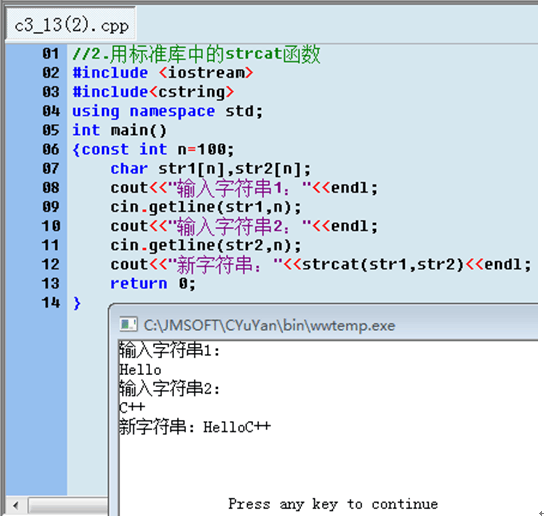 c3_13(2).cpp
01 //2.用标准库中的strcat函数
02 #include <iostream>
03 #include<cstring>
04 using namespace std;
05 int main()
06 {const int n=100;
07 char str1[n],str2[n];
08 cout<<"输入字符串1："<<endl;
09 cin.getline(str1,n);
10 cout<<"输入字符串2："<<endl;
11 cin.getline(str2,n);
12 cout<<"新字符串："<<strcat(str1,str2)<<endl;
13 return 0;
14 }
C:\JMSOFT\CYuYan\bin\wwtemp.exe
输入字符串1：
Hello
输入字符串2：
C++
新字符串：HelloC++
Press any key to continue